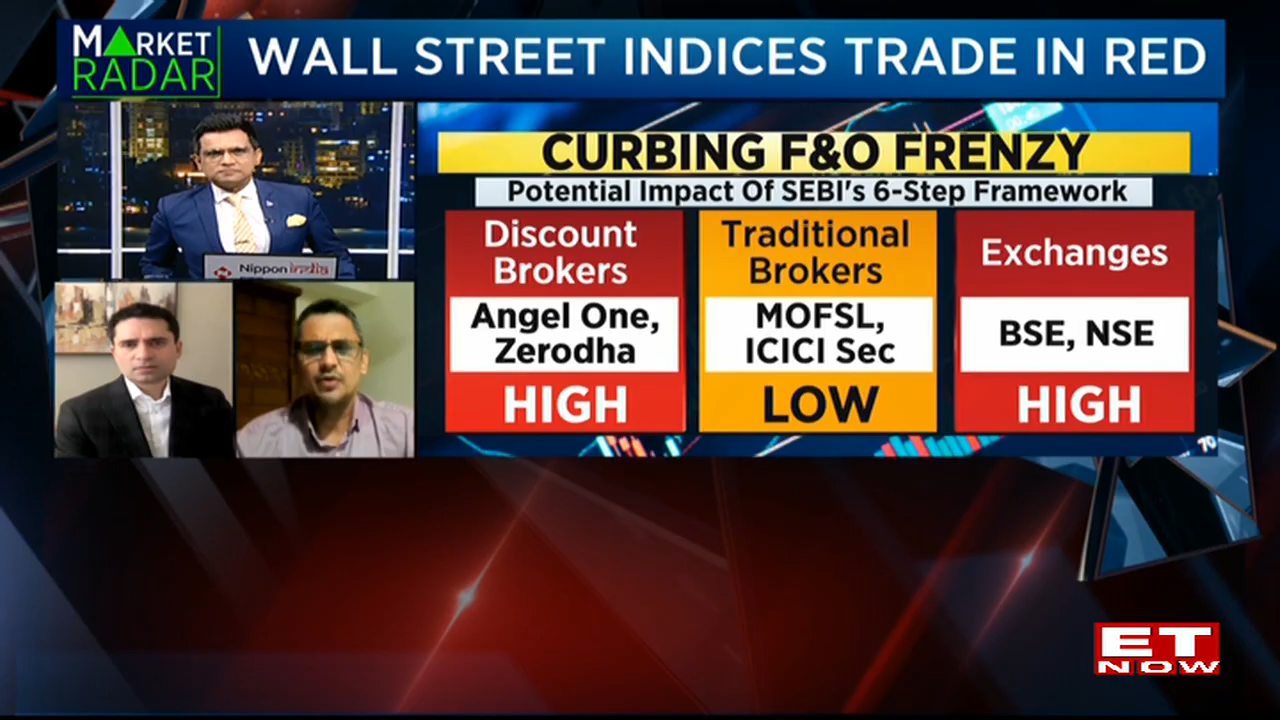 MARKET
RADAR
WALL STREET INDICES TRADE IN RED
CURBING F&O FRENZY
Potential Impact Of SEBI's 6-Step Framework
Discount
Brokers
Angel One,
Zerodha
HIGH
Traditional
Brokers
MOFSL,
ICICI Sec
LOW
Exchanges
BSE, NSE
HIGH
Nippon india
70
ET
NOW